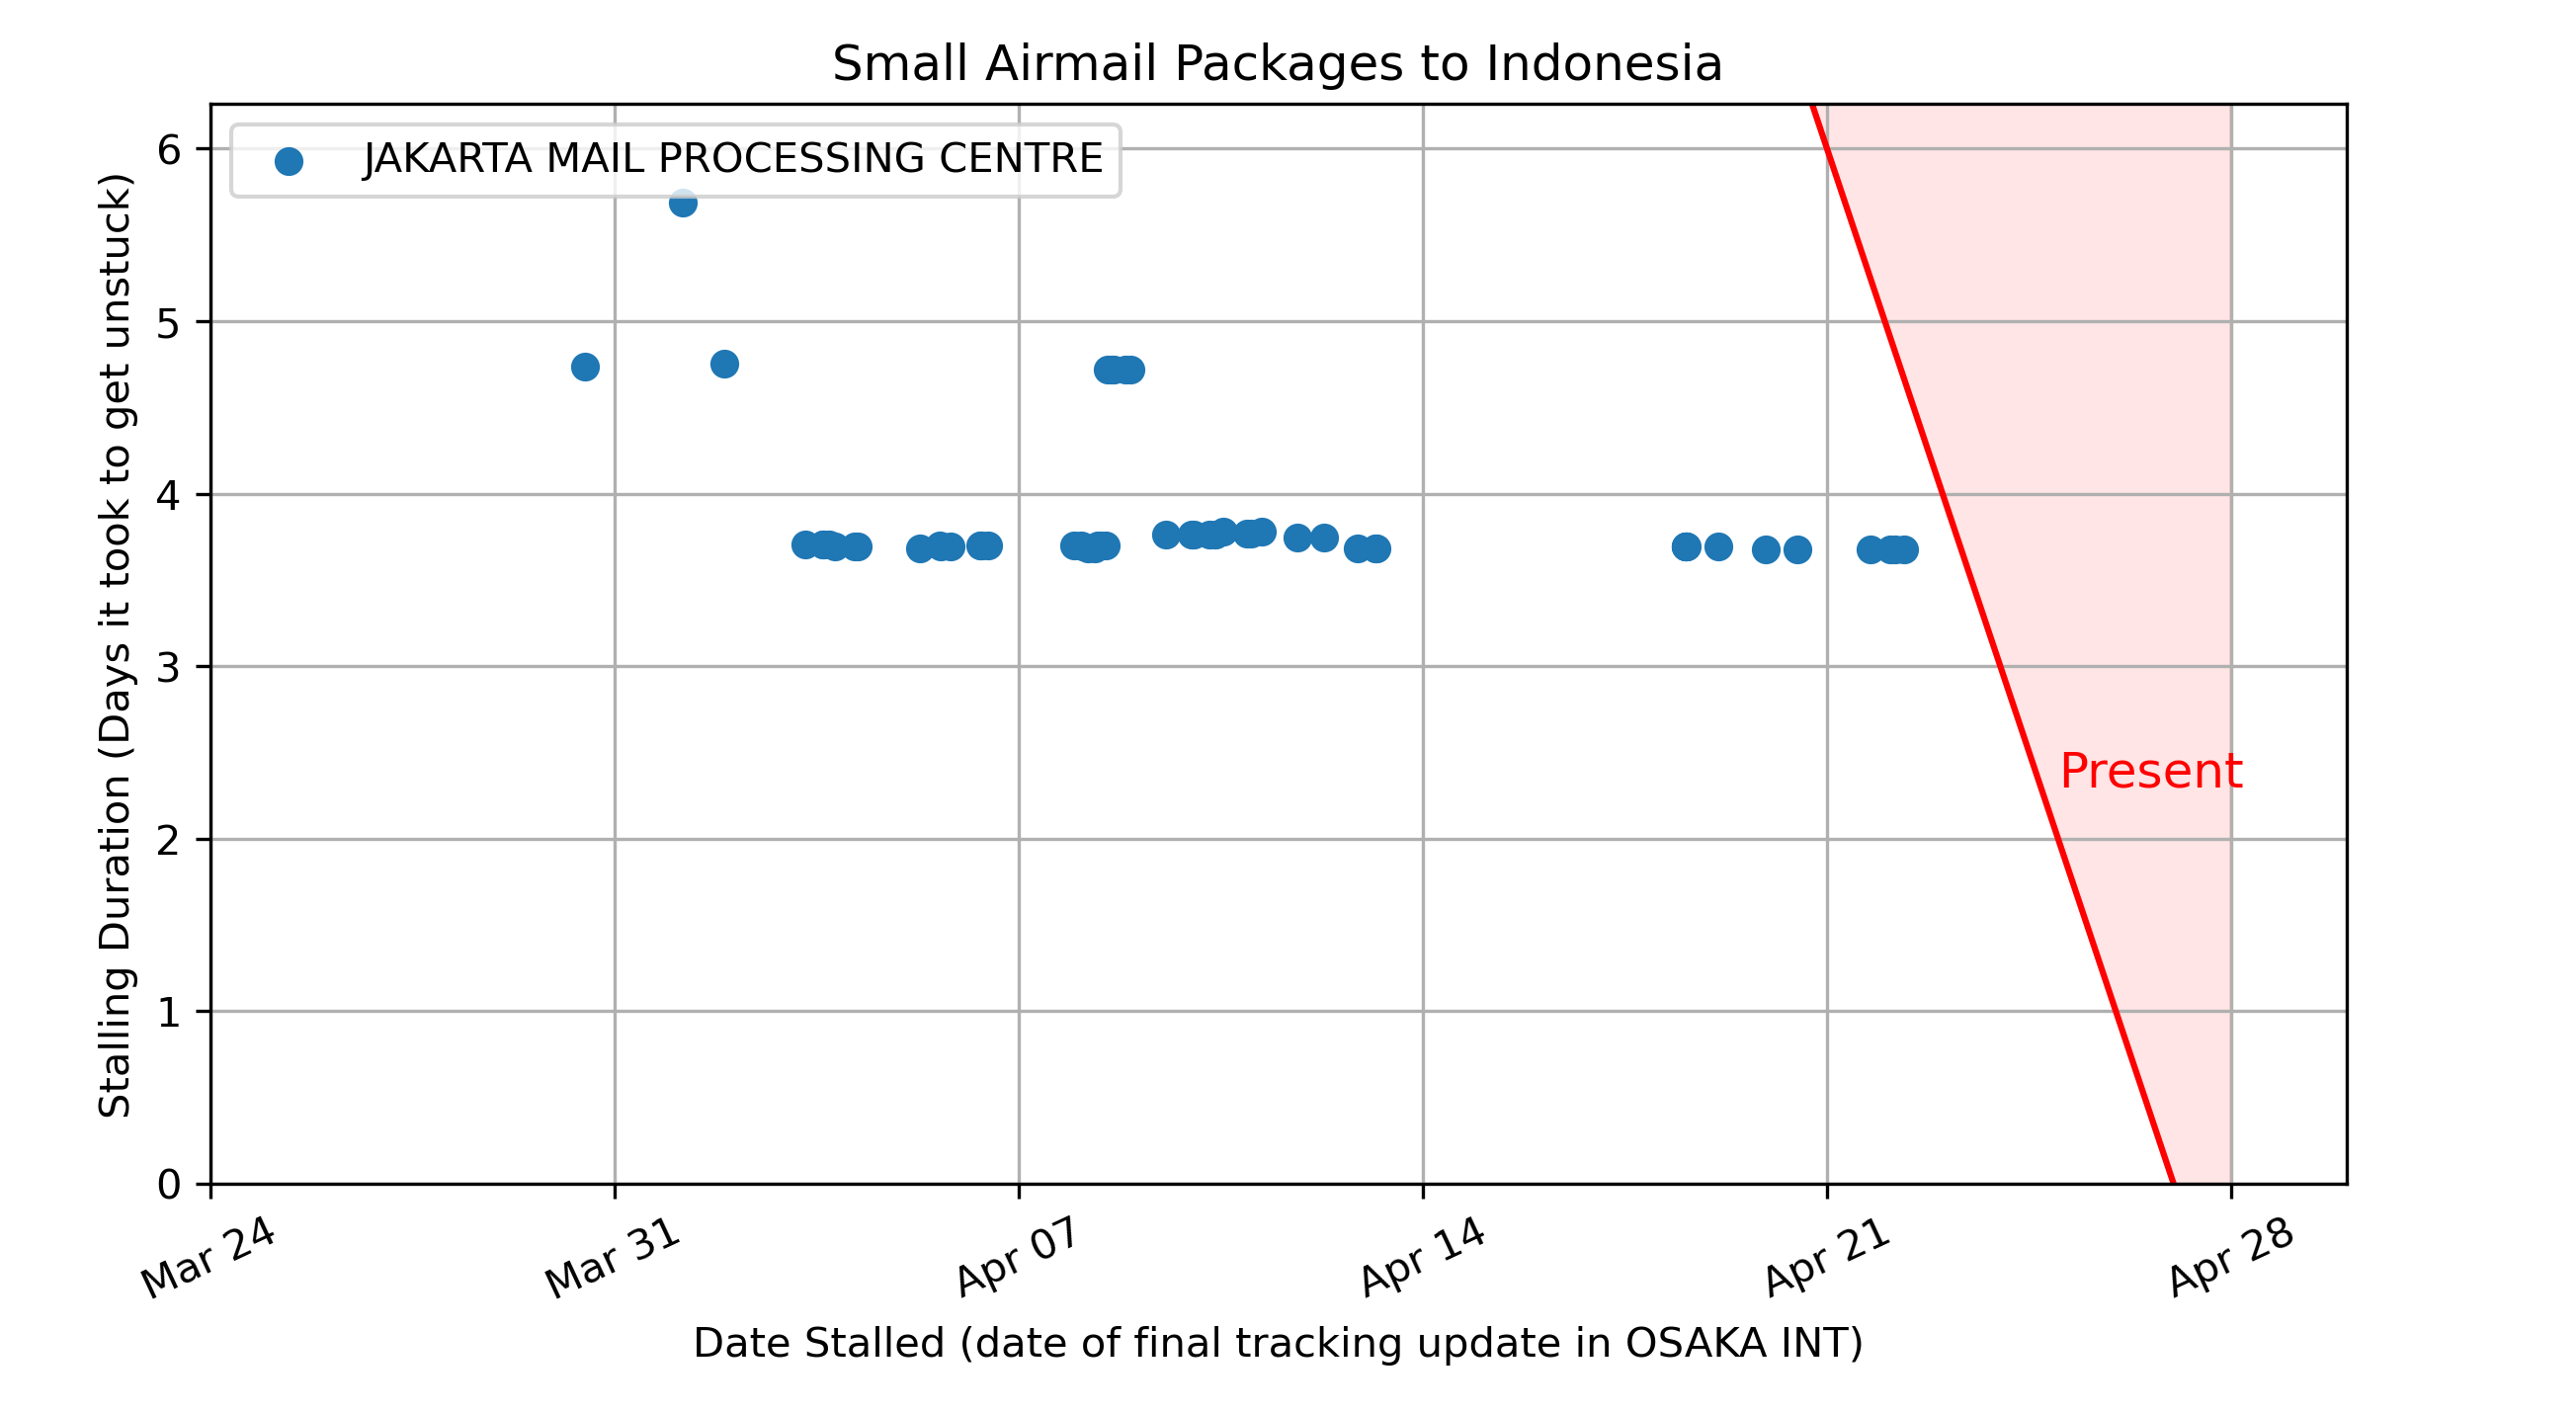 Small Airmail Packages to Indonesia
JAKARTA MAIL PROCESSING CENTRE
Stalling Duration (Days it took to get unstuck)
6
5
4
3
2
1
0
Present
Mar 24
Mar 31
Apr 07
Apr 14
Apr 21
Apr 28
Date Stalled (date of final tracking update in OSAKA INT)